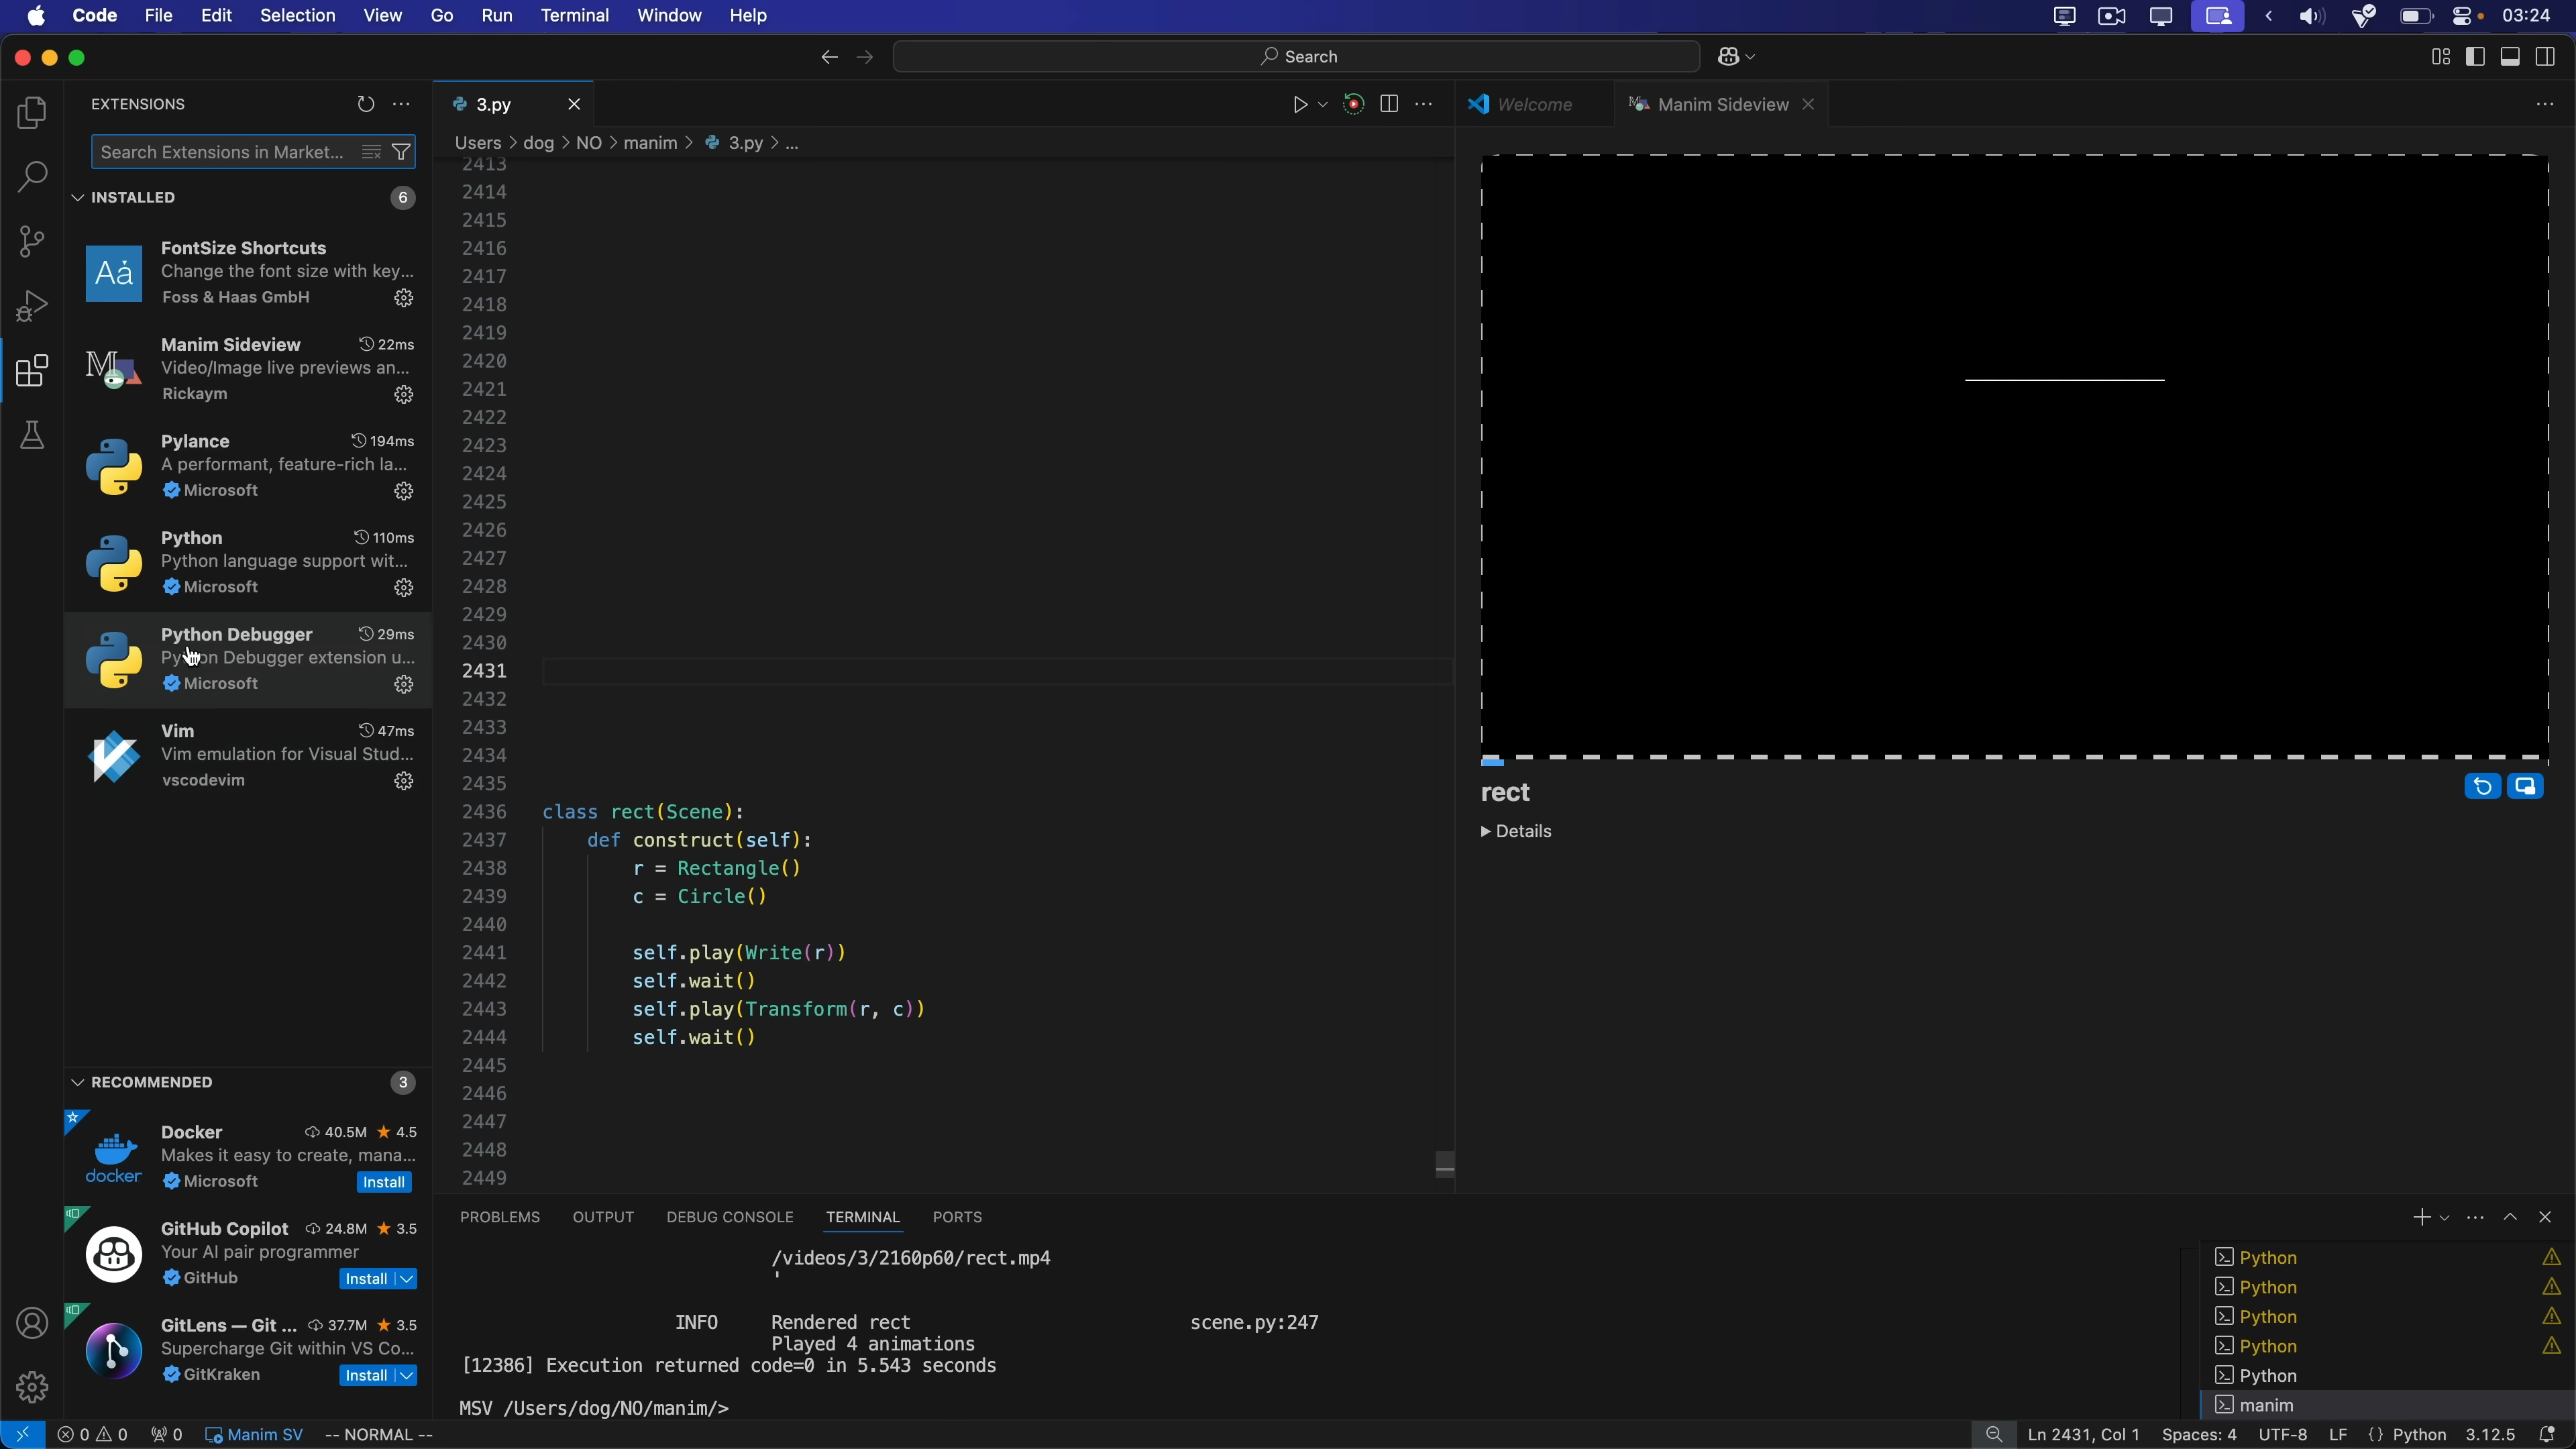 Code File Edit Selection View Go Run Terminal Window Help 03:24
Search
EXTENSIONS
Search Extensions in Market...
INSTALLED 6
FontSize Shortcuts
Change the font size with key...
Foss & Haas GmbH
Manim Sideview 22ms
Video/Image live previews an...
Rickaym
Pylance 194ms
A performant, feature-rich la...
Microsoft
Python 110ms
Python language support wit...
Microsoft
Python Debugger 29ms
Python Debugger extension u...
Microsoft
Vim 47ms
Vim emulation for Visual Stud...
vscodevim
RECOMMENDED 3
Docker 40.5M ★ 4.5
Makes it easy to create, mana...
Microsoft Install
docker
GitHub Copilot 24.8M ★ 3.5
Your AI pair programmer
GitHub Install
GitLens — Git ... 37.7M ★ 3.5
Supercharge Git within VS Co...
GitKraken Install
3.py
Users > dog > NO > manim > 3.py > ...
2413
2414
2415
2416
2417
2418
2419
2420
2421
2422
2423
2424
2425
2426
2427
2428
2429
2430
2431
2432
2433
2434
2435
2436 class rect(Scene):
2437     def construct(self):
2438         r = Rectangle()
2439         c = Circle()
2440
2441         self.play(Write(r))
2442         self.wait()
2443         self.play(Transform(r, c))
2444         self.wait()
2445
2446
2447
2448
2449
Welcome Manim Sideview
rect
Details
PROBLEMS OUTPUT DEBUG CONSOLE TERMINAL PORTS
/videos/3/2160p60/rect.mp4
'
INFO Rendered rect scene.py:247
Played 4 animations
[12386] Execution returned code=0 in 5.543 seconds
MSV /Users/dog/NO/manim/>
Python
Python
Python
Python
Python
manim
0 0 0 Manim SV -- NORMAL -- Ln 2431, Col 1 Spaces: 4 UTF-8 LF {} Python 3.12.5